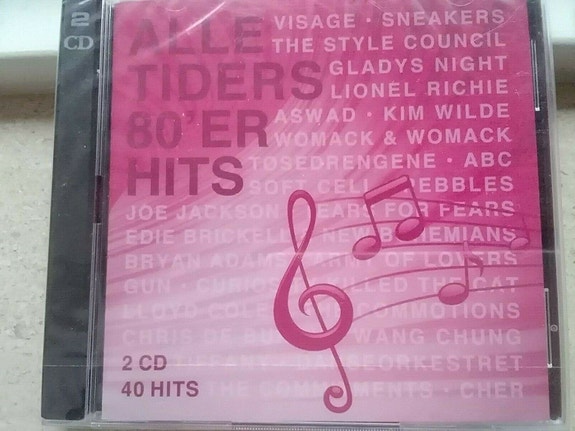 2
CD
ALLE
TIDERS
80'ER
HITS
VISAGE · SNEAKERS
THE STYLE COUNCIL
GLADYS NIGHT
LIONEL RICHIE
ASWAD · KIM WILDE
WOMACK & WOMACK
TØSEDRENGENE · ABC
SOFT CELL · PEBBLES
JOE JACKSON · TEARS FOR FEARS
EDIE BRICKELL NEW BOHEMIANS
BRYAN ADAMS ARMY OF LOVERS
GUN · CURIOSITY KILLED THE CAT
LLOYD COLE COMMOTIONS
CHRIS DE BURGH WANG CHUNG
TIFFANY · DANSEORKESTRET
THE COMMUNARDS · CHER
2 CD
40 HITS